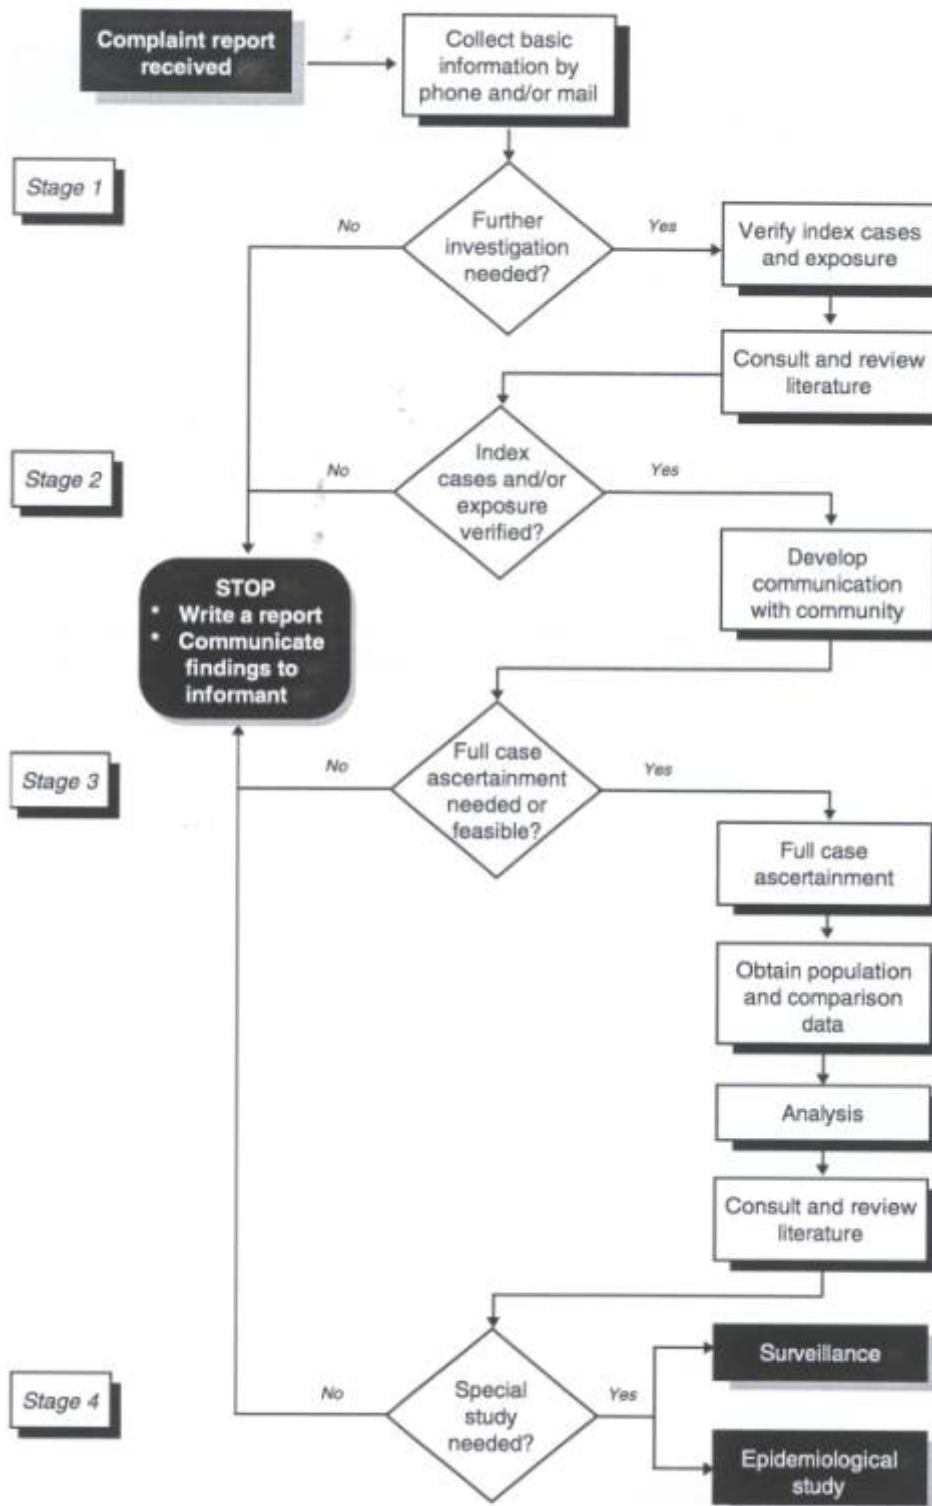 Complaint report
received
Collect basic
information by
phone and/or mail
Stage 1
No
Further
investigation
needed?
Yes
Verify index cases
and exposure
Consult and review
literature
Stage 2
No
Index
cases and/or
exposure
verified?
Yes
Develop
communication
with community
STOP
• Write a report
• Communicate
findings to
informant
Stage 3
No
Full case
ascertainment
needed or
feasible?
Yes
Full case
ascertainment
Obtain population
and comparison
data
Analysis
Consult and review
literature
Stage 4
No
Special
study
needed?
Yes
Surveillance
Epidemiological
study